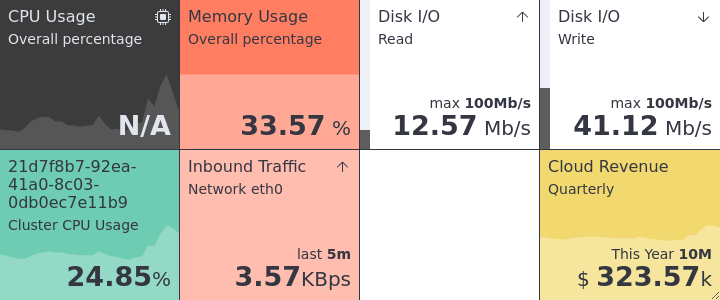 CPU Usage
Overall percentage
N/A
Memory Usage
Overall percentage
33.57 %
Disk I/O
Read
max 100Mb/s
12.57 Mb/s
Disk I/O
Write
max 100Mb/s
41.12 Mb/s
21d7f8b7-92ea-
41a0-8c03-
0db0ec7e11b9
Cluster CPU Usage
24.85%
Inbound Traffic
Network eth0
last 5m
3.57KBps
Cloud Revenue
Quarterly
This Year 10M
$ 323.57k